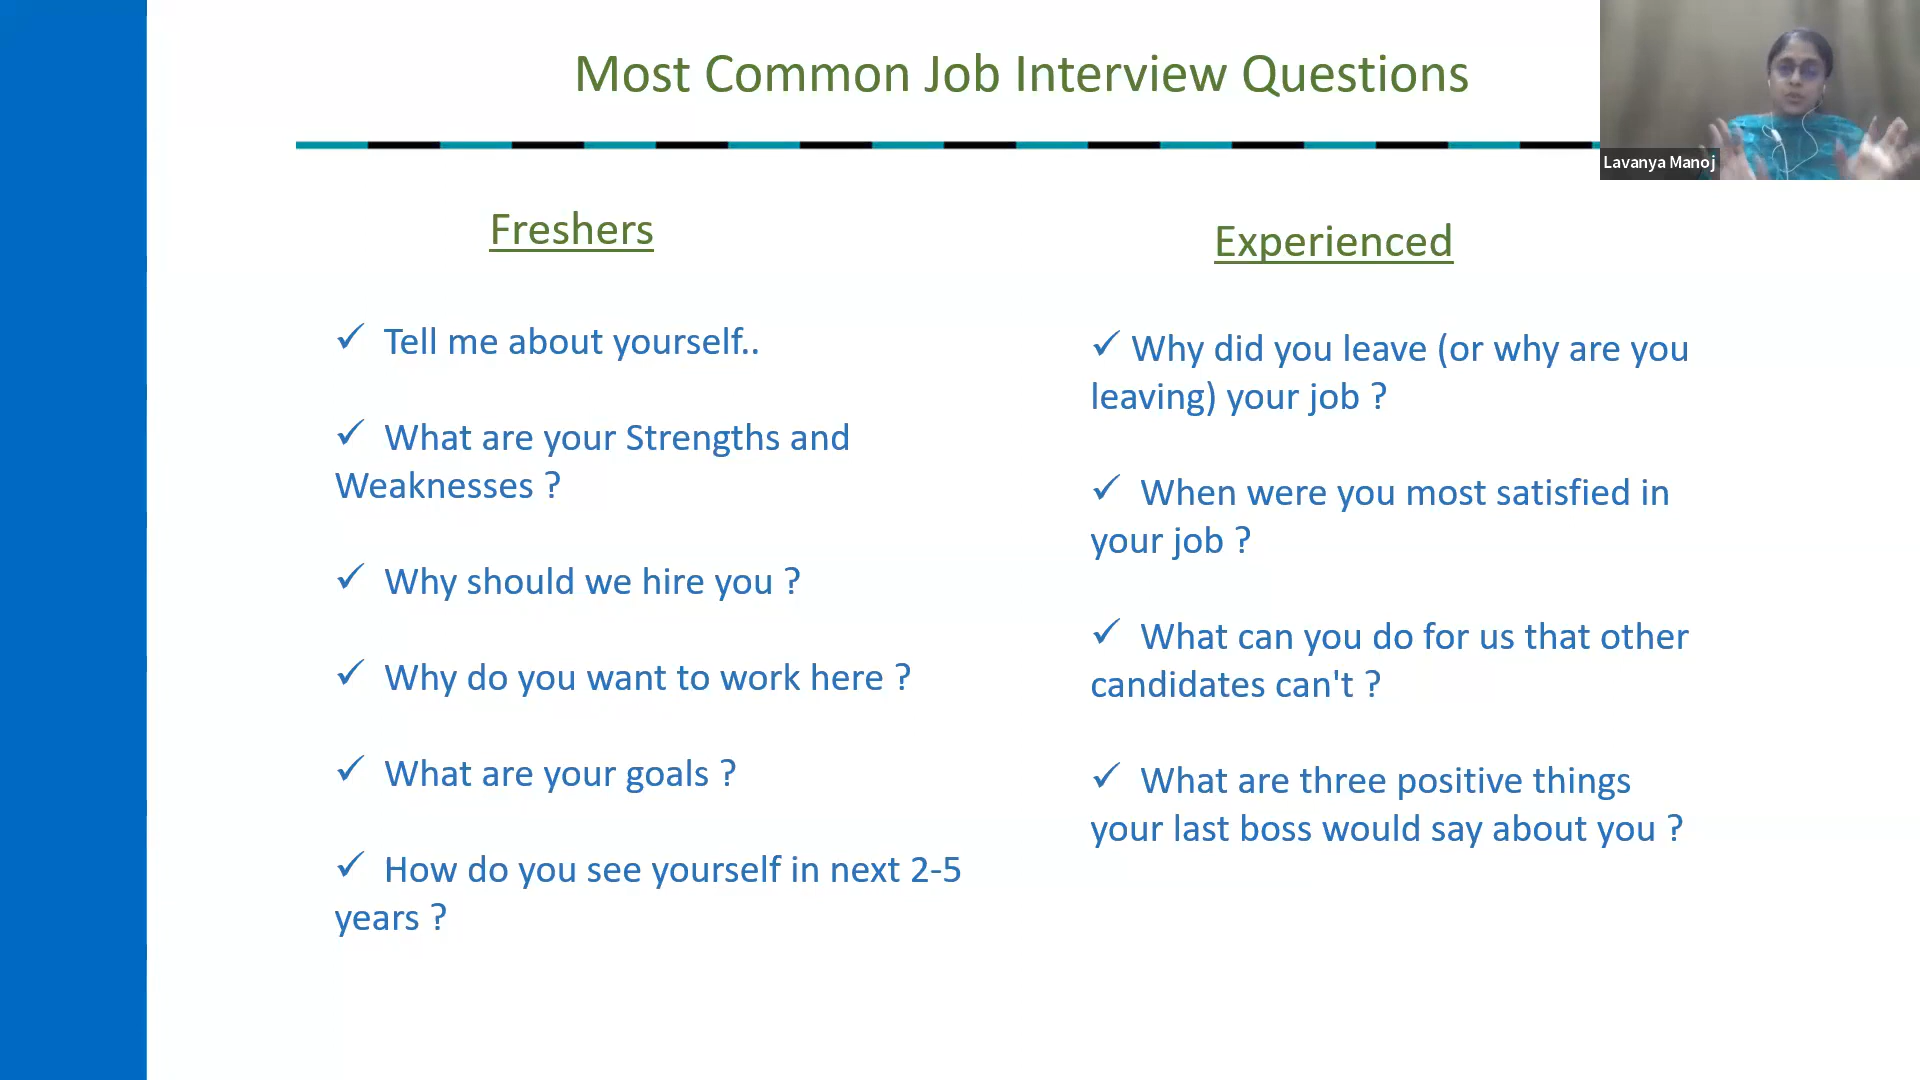 Most Common Job Interview Questions
Lavanya Manoj
Freshers
✓ Tell me about yourself..
✓ What are your Strengths and
Weaknesses ?
✓ Why should we hire you ?
✓ Why do you want to work here ?
✓ What are your goals ?
✓ How do you see yourself in next 2-5
years ?
Experienced
✓ Why did you leave (or why are you
leaving) your job ?
✓ When were you most satisfied in
your job ?
✓ What can you do for us that other
candidates can't ?
✓ What are three positive things
your last boss would say about you ?